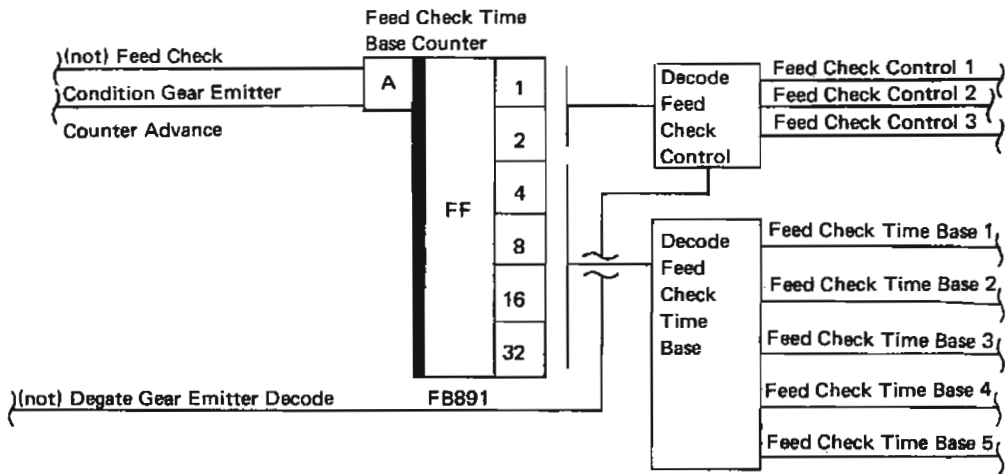 Feed Check Time
Base Counter
(not) Feed Check
Condition Gear Emitter
Counter Advance
A
FF
1
2
4
8
16
32
FB891
(not) Degate Gear Emitter Decode
Decode
Feed
Check
Control
Feed Check Control 1
Feed Check Control 2
Feed Check Control 3
Decode
Feed
Check
Time
Base
Feed Check Time Base 1
Feed Check Time Base 2
Feed Check Time Base 3
Feed Check Time Base 4
Feed Check Time Base 5